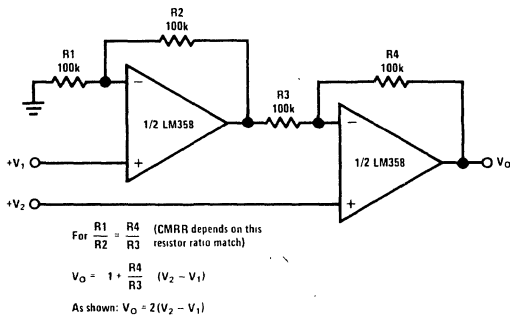 R1
100k
R2
100k
R3
100k
R4
100k
1/2 LM358
1/2 LM358
−
+
−
+
+V1
+V2
VO
For R1/R2 = R4/R3 (CMRR depends on this
resistor ratio match)
VO = 1 + R4/R3 (V2 − V1)
As shown: VO = 2(V2 − V1)